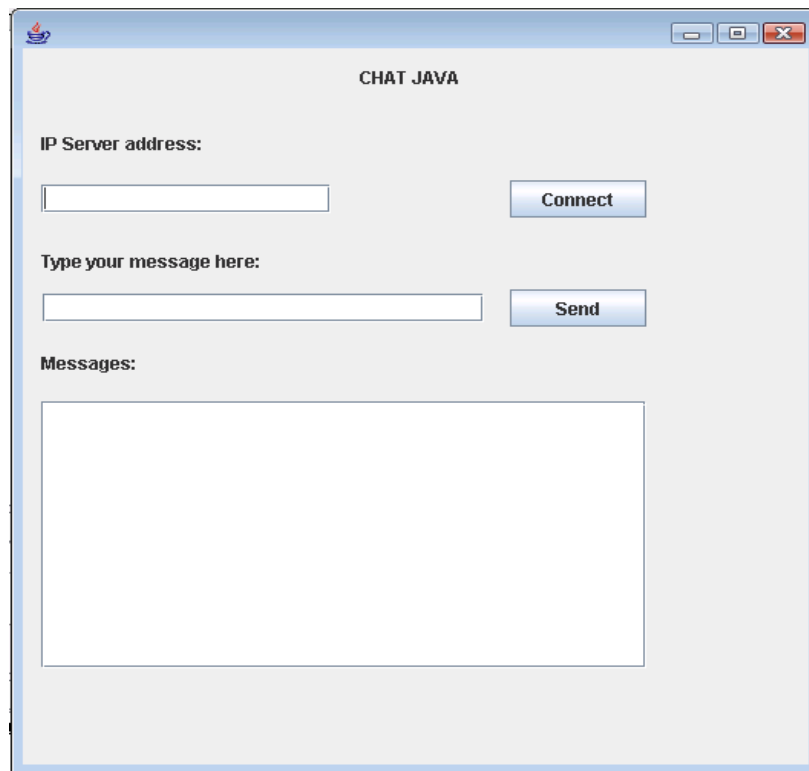 CHAT JAVA
IP Server address:
Connect
Type your message here:
Send
Messages: